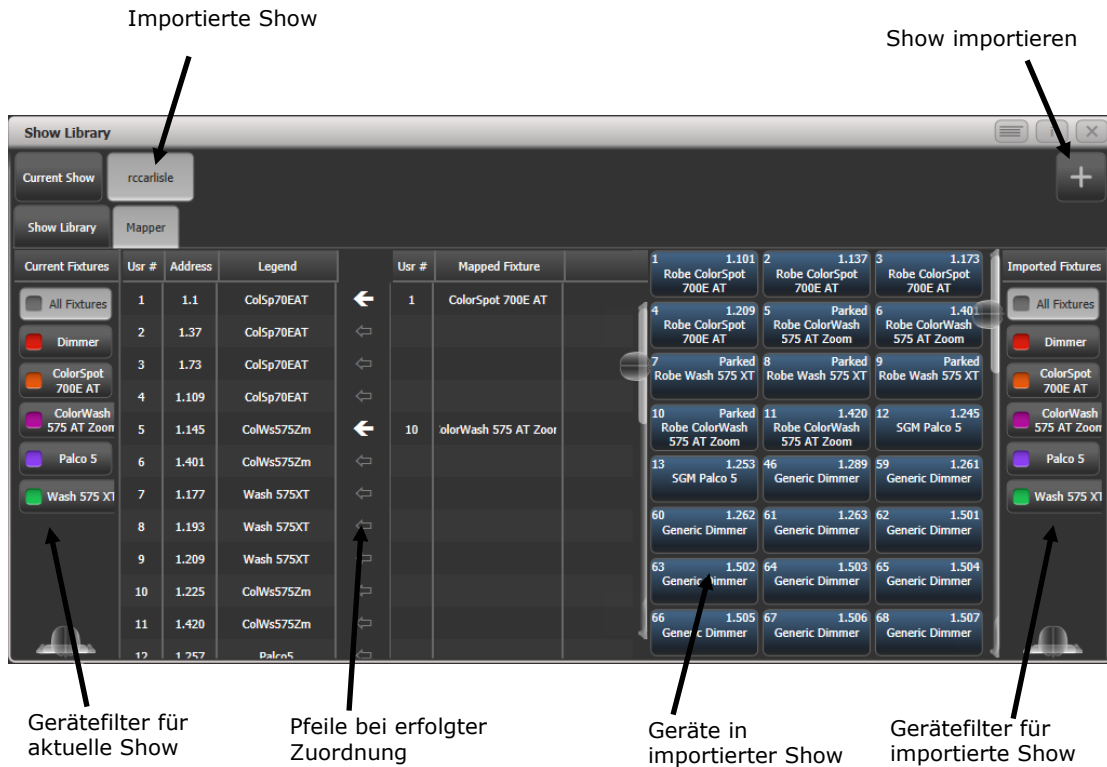 Importierte Show
Show importieren
Show Library
Current Show
rccarlisle
Show Library
Mapper
Current Fixtures
Usr #
Address
Legend
Usr #
Mapped Fixture
Imported Fixtures
All Fixtures
Dimmer
ColorSpot
700E AT
ColorWash
575 AT Zoom
Palco 5
Wash 575 XT
1 1.1 ColSp70EAT 1 ColorSpot 700E AT
2 1.37 ColSp70EAT
3 1.73 ColSp70EAT
4 1.109 ColSp70EAT
5 1.145 ColWs575Zm 10 olorWash 575 AT Zoor
6 1.401 ColWs575Zm
7 1.177 Wash 575XT
8 1.193 Wash 575XT
9 1.209 Wash 575XT
10 1.225 ColWs575Zm
11 1.420 ColWs575Zm
12 1.257 Palco5
1 1.101
Robe ColorSpot
700E AT
2 1.137
Robe ColorSpot
700E AT
3 1.173
Robe ColorSpot
700E AT
4 1.209
Robe ColorSpot
700E AT
5 Parked
Robe ColorWash
575 AT Zoom
6 1.401
Robe ColorWash
575 AT Zoom
7 Parked
Robe Wash 575 XT
8 Parked
Robe Wash 575 XT
9 Parked
Robe Wash 575 XT
10 Parked
Robe ColorWash
575 AT Zoom
11 1.420
Robe ColorWash
575 AT Zoom
12 1.245
SGM Palco 5
13 1.253
SGM Palco 5
46 1.289
Generic Dimmer
59 1.261
Generic Dimmer
60 1.262
Generic Dimmer
61 1.263
Generic Dimmer
62 1.501
Generic Dimmer
63 1.502
Generic Dimmer
64 1.503
Generic Dimmer
65 1.504
Generic Dimmer
66 1.505
Generic Dimmer
67 1.506
Generic Dimmer
68 1.507
Generic Dimmer
All Fixtures
Dimmer
ColorSpot
700E AT
ColorWash
575 AT Zoom
Palco 5
Wash 575 XT
Gerätefilter für
aktuelle Show
Pfeile bei erfolgter
Zuordnung
Geräte in
importierter Show
Gerätefilter für
importierte Show